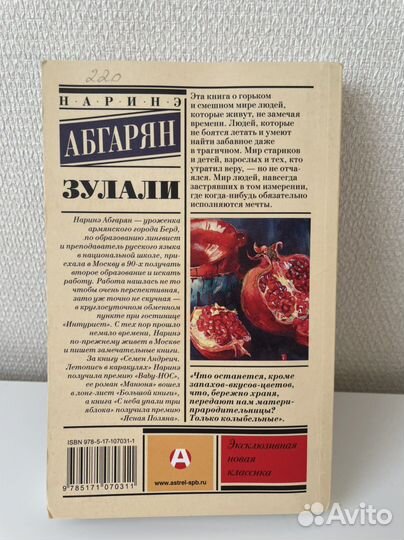 220
НАРИНЭ
АБГАРЯН
ЗУЛАЛИ
Наринэ Абгарян — уроженка
армянского города Берд,
по образованию лингвист
и преподаватель русского языка
в национальной школе, при-
ехала в Москву в 90-х получать
второе образование и искать
работу. Работа нашлась не то
чтобы очень перспективная,
зато уж точно не скучная —
в круглосуточном обменном
пункте при гостинице
«Интурист». С тех пор прошло
немало времени. Наринэ
по-прежнему живет в Москве
и пишет замечательные книги.
За книгу «Семен Андреич.
Летопись в каракулях» Наринэ
получила премию «Baby-НОС»,
ее роман «Манюня» вошел
в лонг-лист «Большой книги»,
а книга «С неба упали три
яблока» получила премию
«Ясная Поляна».
Эта книга о горьком
и смешном мире людей,
которые живут, не замечая
времени. Людей, которые
не боятся летать и умеют
найти забавное даже
в трагичном. Мир стариков
и детей, взрослых и тех, кто
утратил веру, — но не отча-
ялся. Мир людей, навсегда
застрявших в том измерении,
где когда-нибудь обязательно
исполняются мечты.
«Что останется, кроме
запахов-вкусов-цветов,
что, бережно храня,
передают нам матери-
прародительницы?
Только колыбельные».
ISBN 978-5-17-107031-1
9 785171 070311
А
www.astrel-spb.ru
Эксклюзивная
новая
классика
Avito